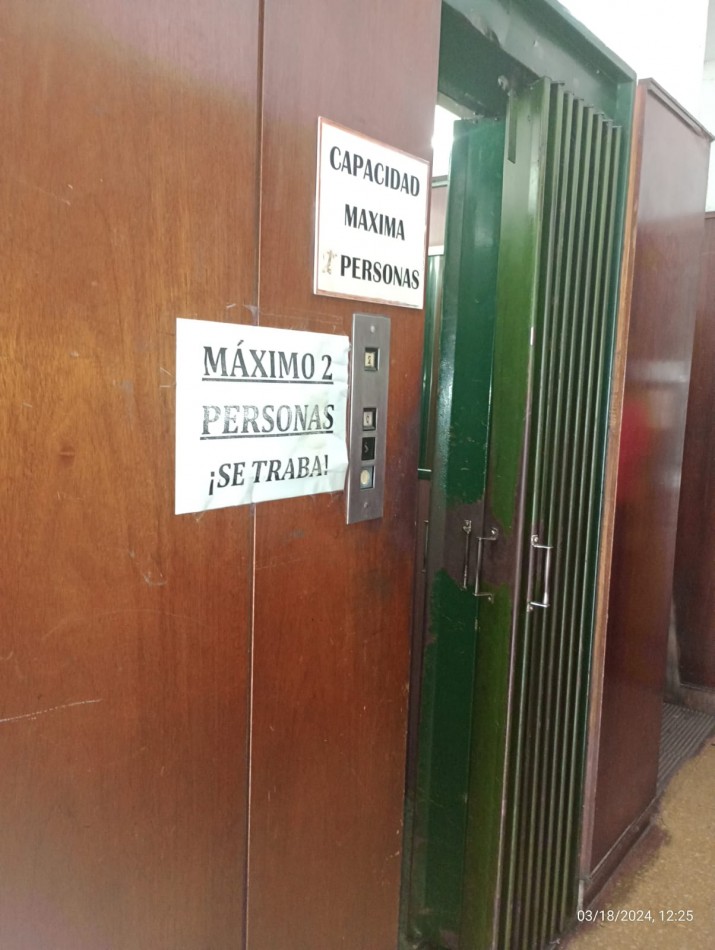 CAPACIDAD
MAXIMA
PERSONAS
MÁXIMO 2
PERSONAS
¡SE TRABA!
03/18/2024, 12:25